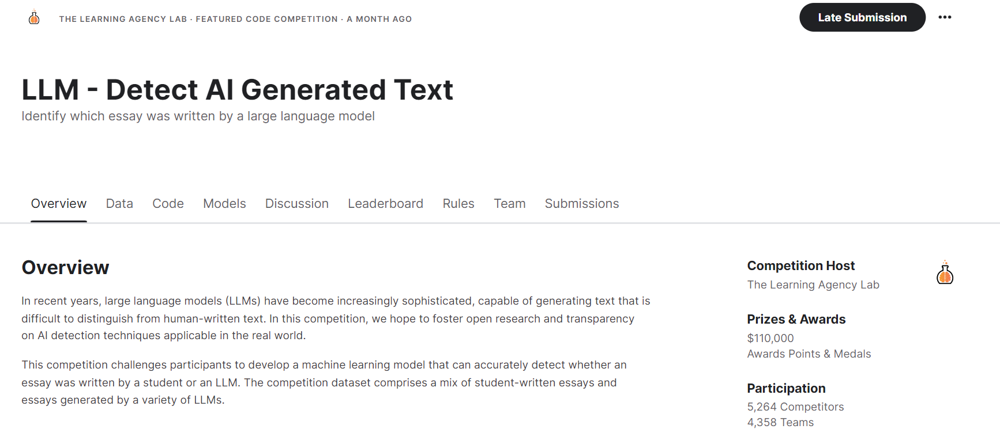 THE LEARNING AGENCY LAB · FEATURED CODE COMPETITION · A MONTH AGO
Late Submission
LLM - Detect AI Generated Text
Identify which essay was written by a large language model
Overview Data Code Models Discussion Leaderboard Rules Team Submissions
Overview
In recent years, large language models (LLMs) have become increasingly sophisticated, capable of generating text that is
difficult to distinguish from human-written text. In this competition, we hope to foster open research and transparency
on AI detection techniques applicable in the real world.
This competition challenges participants to develop a machine learning model that can accurately detect whether an
essay was written by a student or an LLM. The competition dataset comprises a mix of student-written essays and
essays generated by a variety of LLMs.
Competition Host
The Learning Agency Lab
Prizes & Awards
$110,000
Awards Points & Medals
Participation
5,264 Competitors
4,358 Teams